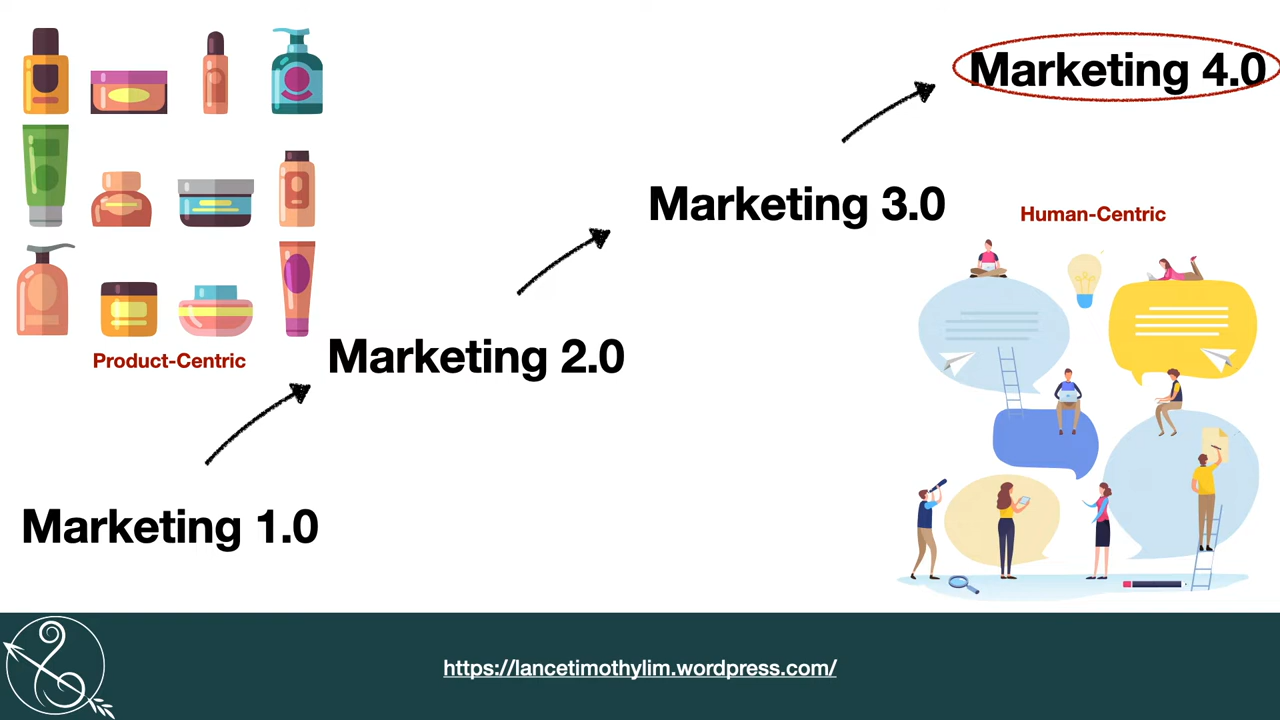 Marketing 4.0
Marketing 3.0
Human-Centric
Product-Centric
Marketing 2.0
Marketing 1.0
https://lancetimothylim.wordpress.com/